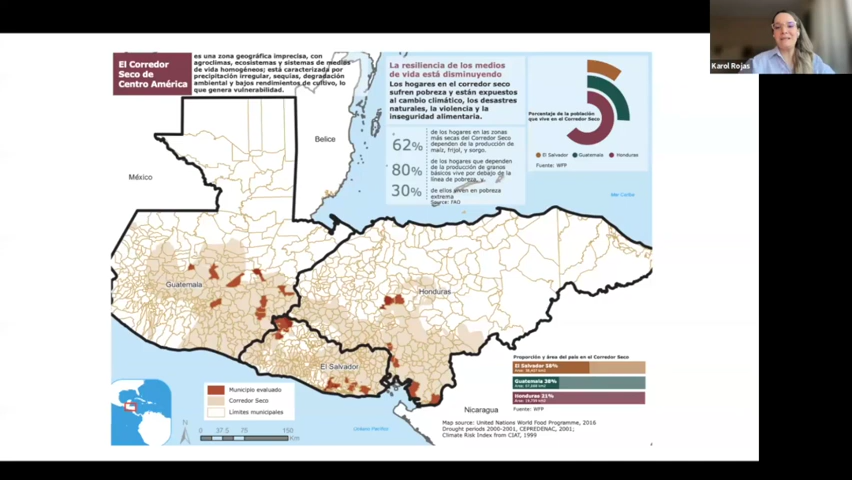 El Corredor
Seco de
Centro América
es una zona geográfica imprecisa, con
agroclimas, ecosistemas y sistemas de medios
de vida homogéneos; está caracterizada por
precipitación irregular, sequías, degradación
ambiental y bajos rendimientos de cultivo, lo
que genera vulnerabilidad.
La resiliencia de los medios
de vida está disminuyendo
Los hogares en el corredor seco
sufren pobreza y están expuestos
al cambio climático, los desastres
naturales, la violencia y la
inseguridad alimentaria.
62%
de los hogares en las zonas
más secas del Corredor Seco
dependen de la producción de
maíz, frijol, y sorgo.
80%
de los hogares que dependen
de la producción de granos
básicos vive por debajo de la
línea de pobreza, y,
30%
de ellos viven en pobreza
extrema
Source: FAO
Porcentaje de la población
que vive en el Corredor Seco
El Salvador
Guatemala
Honduras
Fuente: WFP
Karol Rojas
Belice
México
Mar Caribe
Guatemala
Honduras
El Salvador
Nicaragua
Océano Pacífico
Municipio evaluado
Corredor Seco
Límites municipales
N
0 37.5 75 150
Km
Proporción y área del país en el Corredor Seco
El Salvador 58%
Guatemala 38%
Honduras 21%
Fuente: WFP
Map source: United Nations World Food Programme, 2016
Drought periods 2000-2001, CEPREDENAC, 2001;
Climate Risk Index from CIAT, 1999